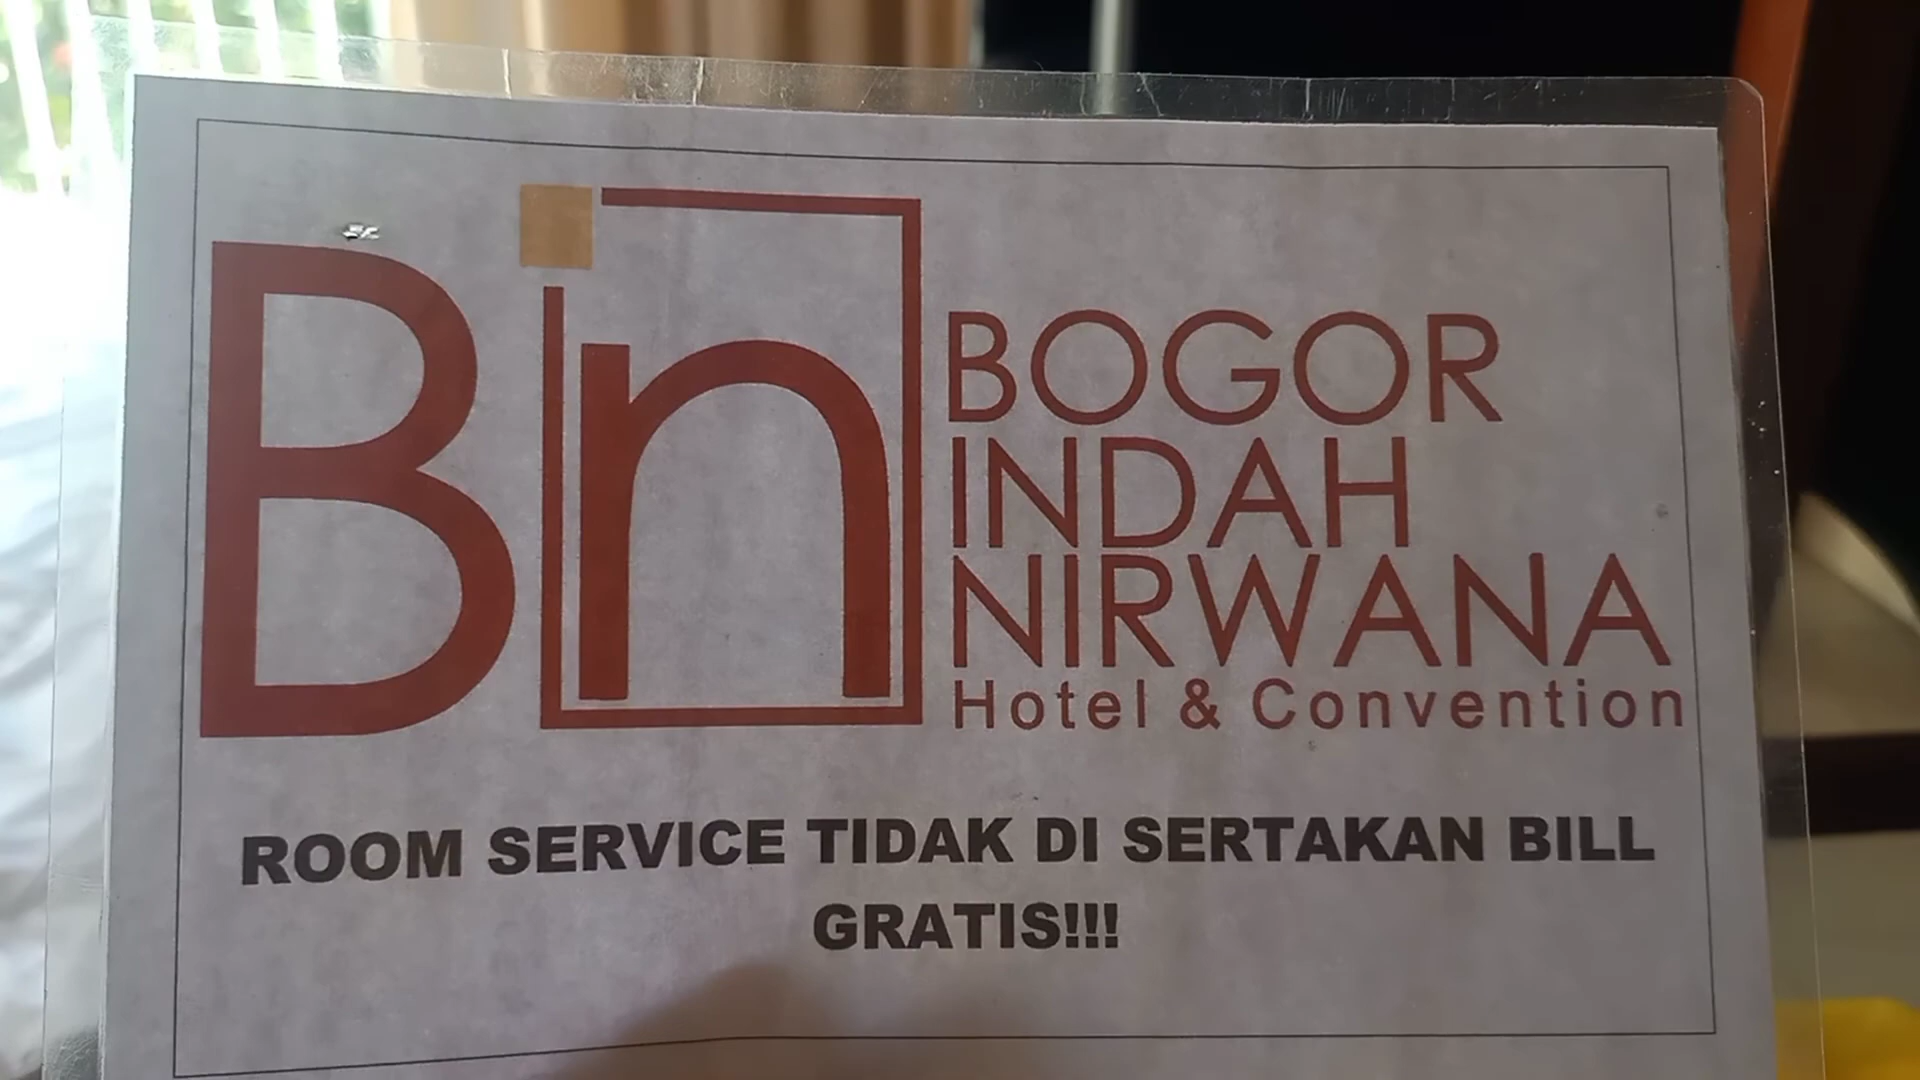 Bin
BOGOR
INDAH
NIRWANA
Hotel & Convention
ROOM SERVICE TIDAK DI SERTAKAN BILL
GRATIS!!!